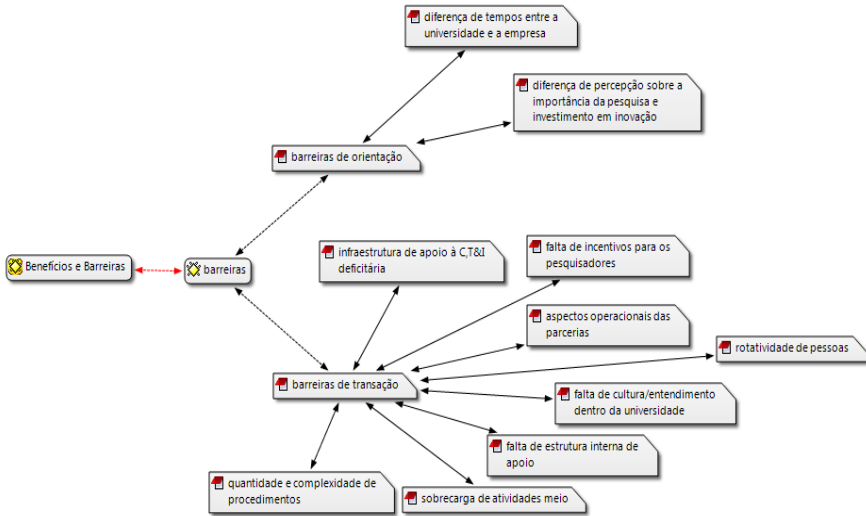 diferença de tempos entre a
universidade e a empresa
diferença de percepção sobre a
importância da pesquisa e
investimento em inovação
barreiras de orientação
Benefícios e Barreiras
barreiras
infraestrutura de apoio à C,T&I
deficitária
falta de incentivos para os
pesquisadores
aspectos operacionais das
parcerias
rotatividade de pessoas
barreiras de transação
falta de cultura/entendimento
dentro da universidade
falta de estrutura interna de
apoio
quantidade e complexidade de
procedimentos
sobrecarga de atividades meio